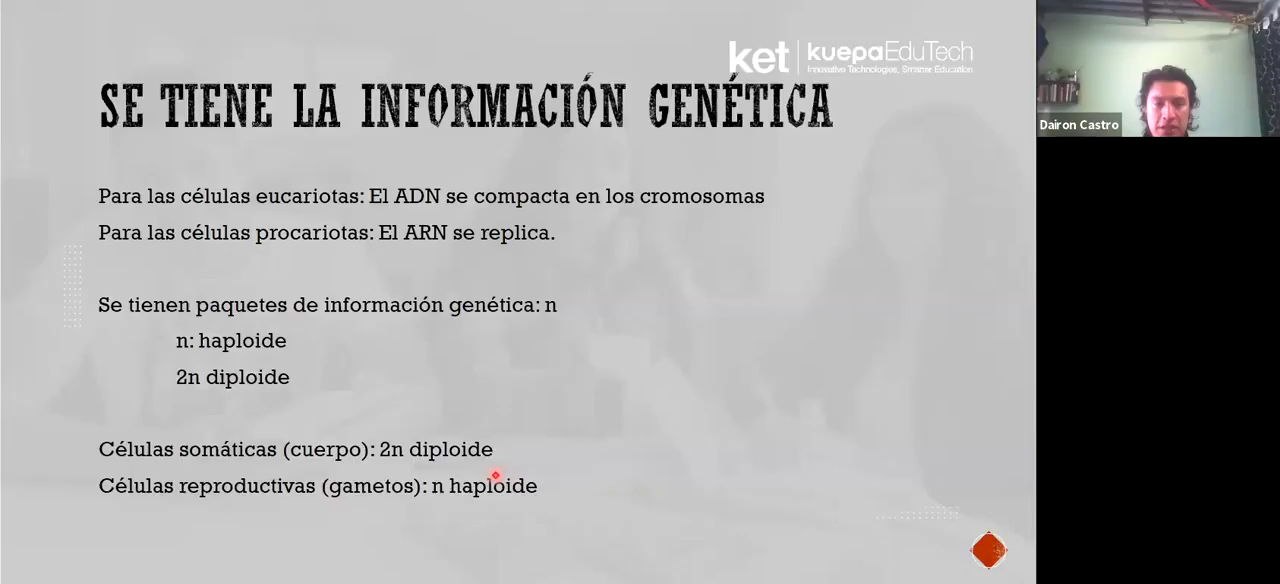 ket kuepaEduTech
Innovative Technologies, Smarter Education
SE TIENE LA INFORMACIÓN GENÉTICA
Para las células eucariotas: El ADN se compacta en los cromosomas
Para las células procariotas: El ARN se replica.
Se tienen paquetes de información genética: n
n: haploide
2n diploide
Células somáticas (cuerpo): 2n diploide
Células reproductivas (gametos): n haploide
Dairon Castro